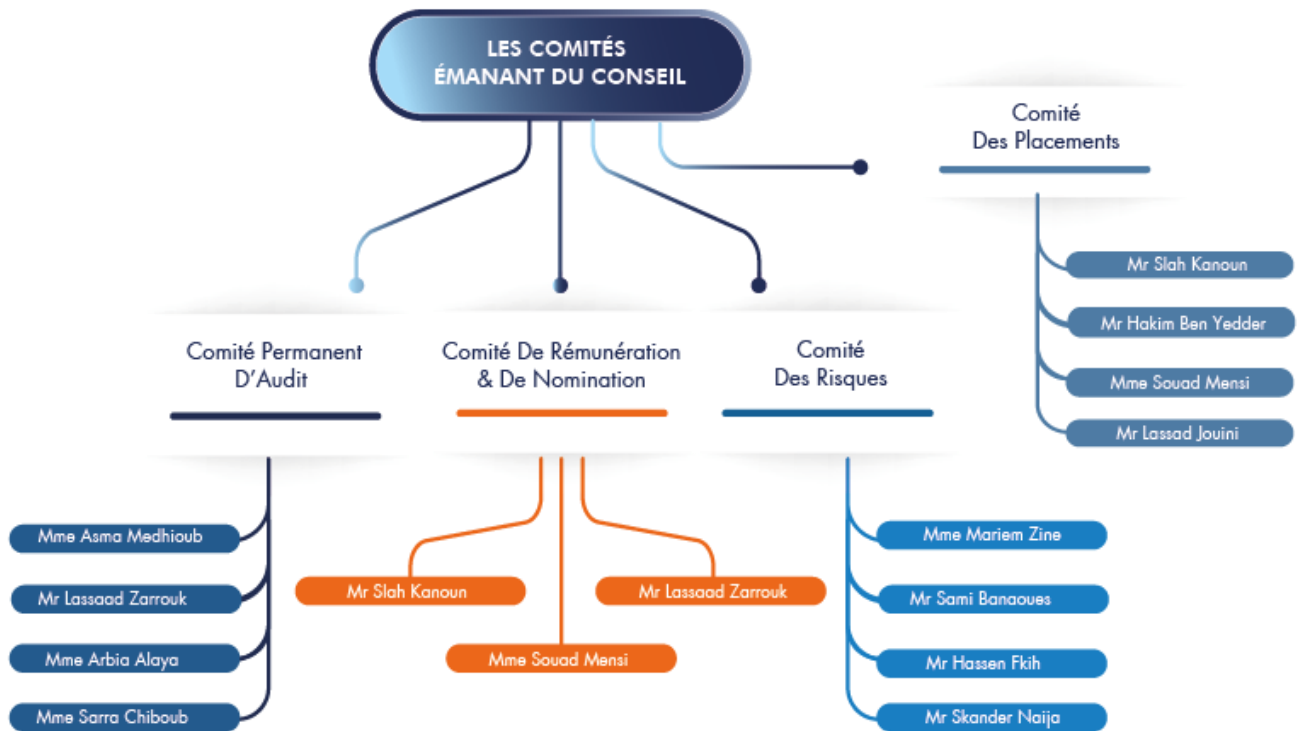 LES COMITÉS
ÉMANANT DU CONSEIL
Comité
Des Placements
Mr Slah Kanoun
Mr Hakim Ben Yedder
Mme Souad Mensi
Mr Lassad Jouini
Comité Permanent
D'Audit
Mme Asma Medhioub
Mr Lassaad Zarrouk
Mme Arbia Alaya
Mme Sarra Chiboub
Comité De Rémunération
& De Nomination
Mr Slah Kanoun
Mr Lassaad Zarrouk
Mme Souad Mensi
Comité
Des Risques
Mme Mariem Zine
Mr Sami Banaoues
Mr Hassen Fkih
Mr Skander Naija